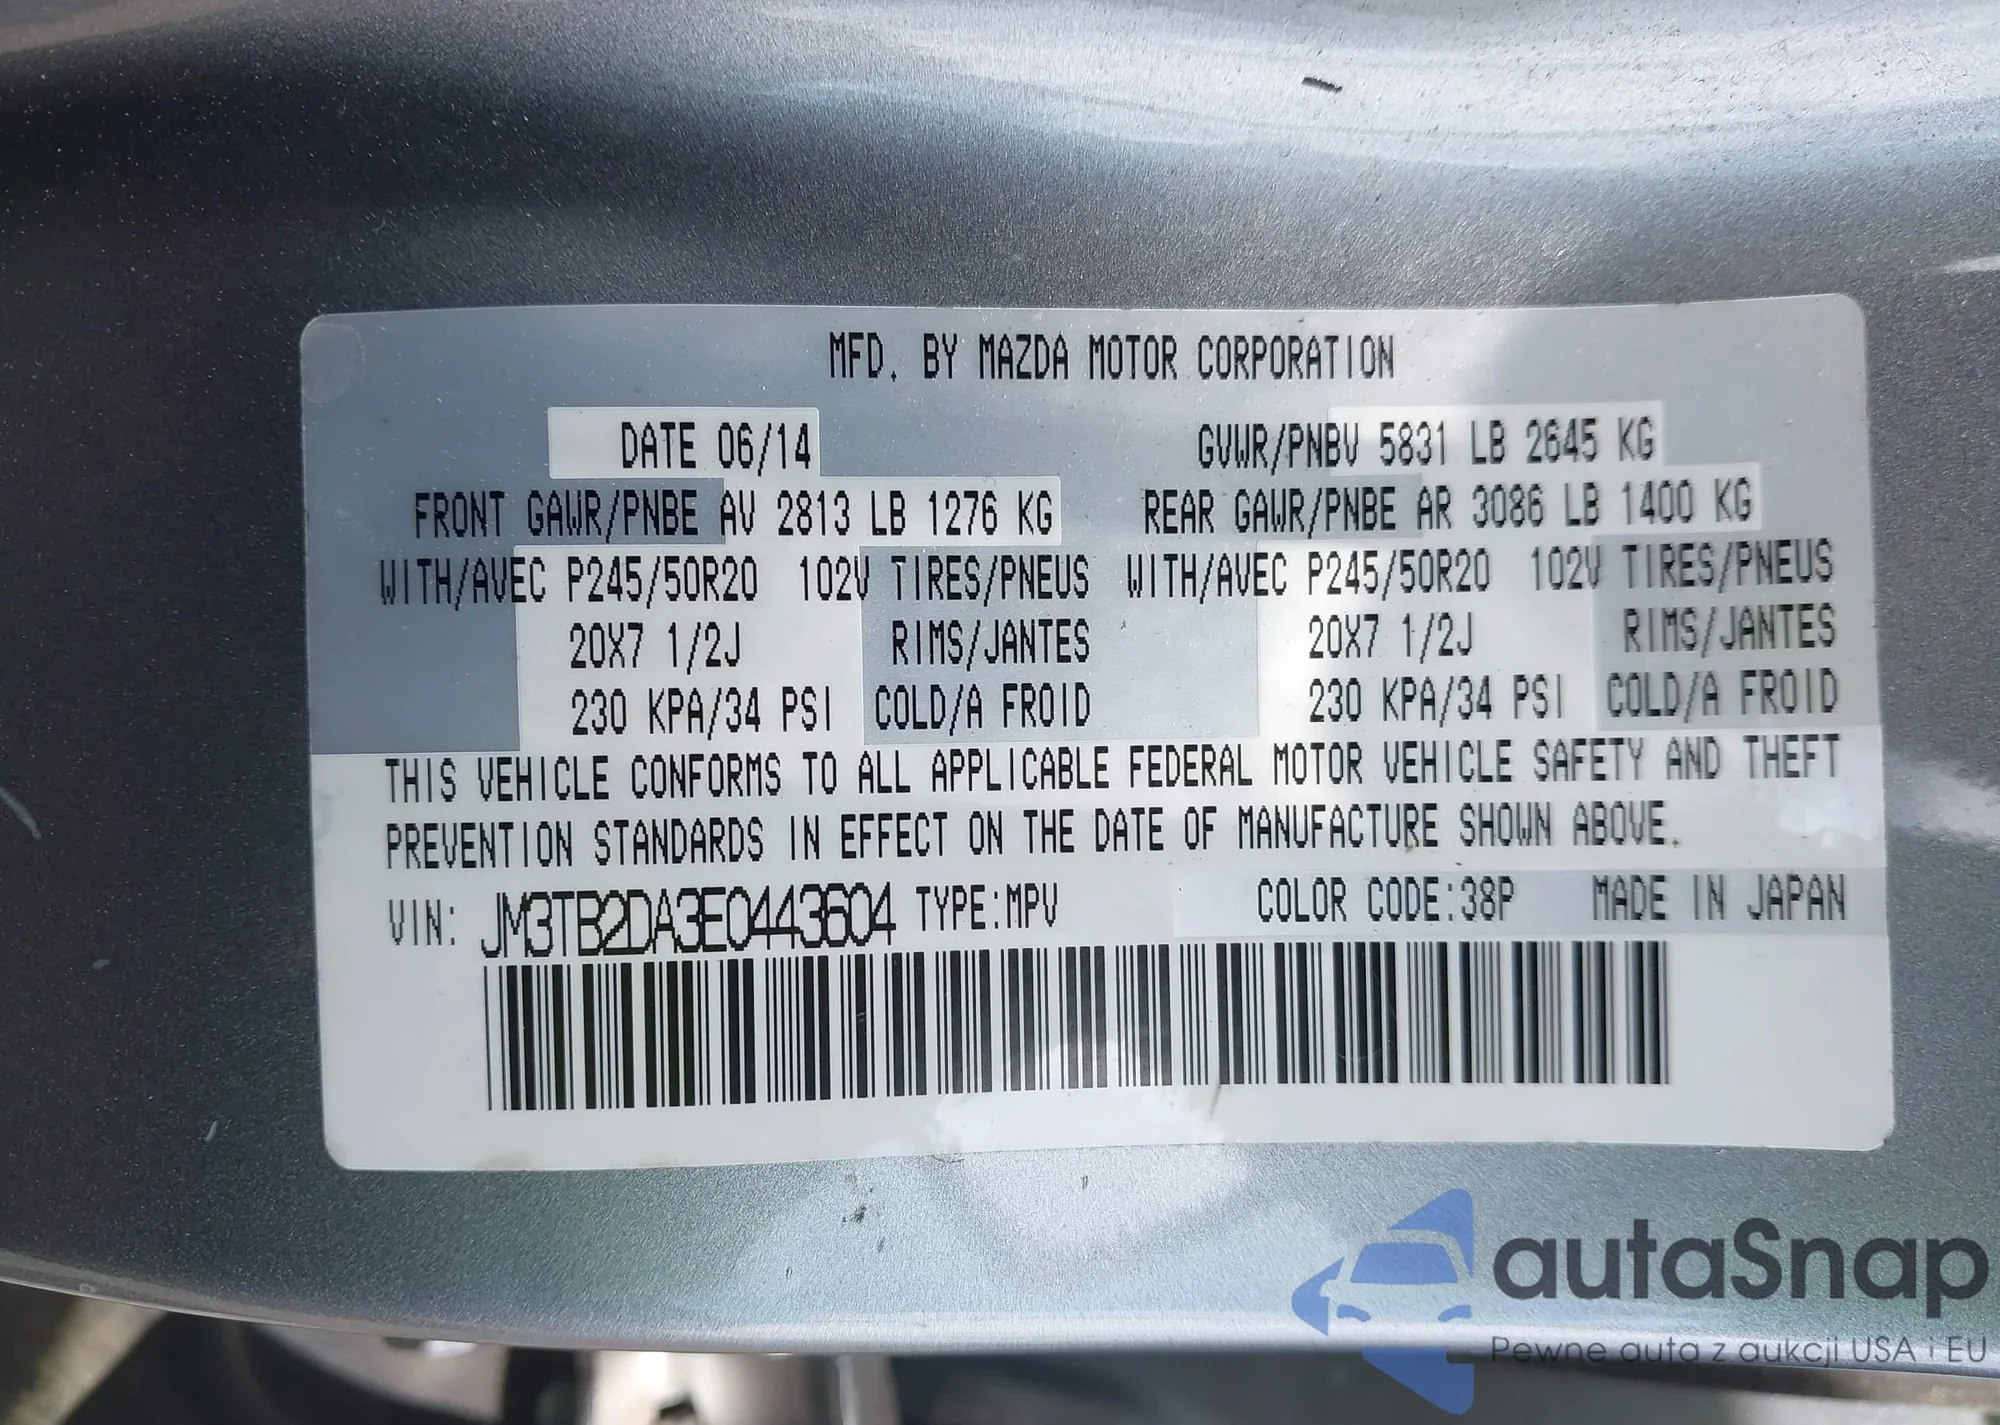 MFD. BY MAZDA MOTOR CORPORATION
DATE 06/14 GVWR/PNBV 5831 LB 2645 KG
FRONT GAWR/PNBE AV 2813 LB 1276 KG REAR GAWR/PNBE AR 3086 LB 1400 KG
WITH/AVEC P245/50R20 102V TIRES/PNEUS WITH/AVEC P245/50R20 102V TIRES/PNEUS
20X7 1/2J RIMS/JANTES 20X7 1/2J RIMS/JANTES
230 KPA/34 PSI COLD/A FROID 230 KPA/34 PSI COLD/A FROID
THIS VEHICLE CONFORMS TO ALL APPLICABLE FEDERAL MOTOR VEHICLE SAFETY AND THEFT
PREVENTION STANDARDS IN EFFECT ON THE DATE OF MANUFACTURE SHOWN ABOVE.
VIN: JM3TB2DA3E0443604 TYPE:MPV COLOR CODE:38P MADE IN JAPAN
autaSnap
Pewne auta z aukcji USA i EU